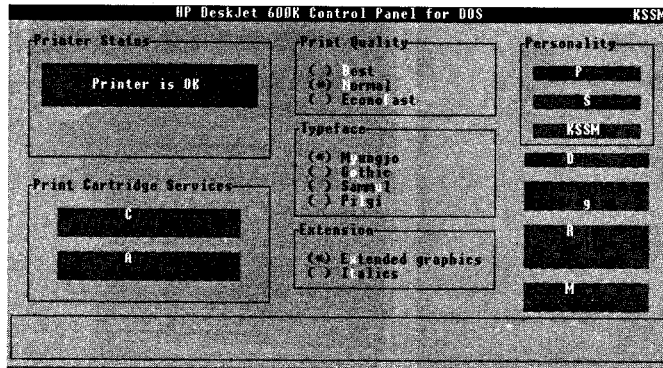 HP DeskJet 600K Control Panel for DOS KSSM
Printer Status
Printer is OK
Print Cartridge Services
C
A
Print Quality
( ) Best
(*) Normal
( ) EconoFast
Typeface
(*) Myungjo
( ) Gothic
( ) Sammul
( ) Pilgi
Extension
(*) Extended graphics
( ) Italics
Personality
P
S
KSSM
D
g
R
M